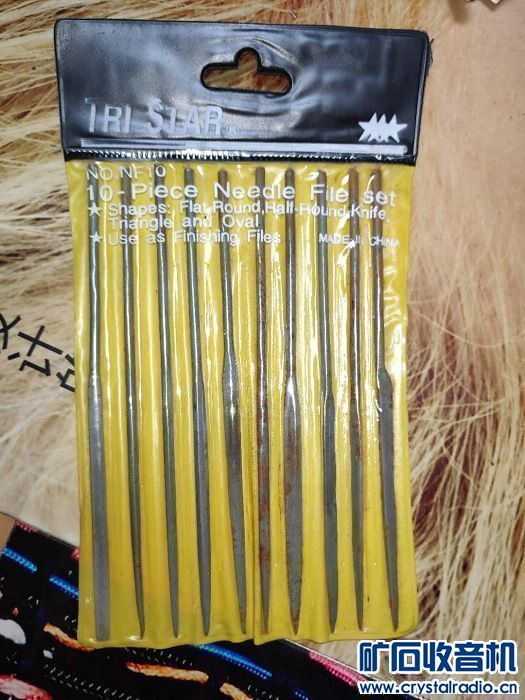 TRI STAR
NO. NF10
10-Piece Needle File Set
★ Shapes: Flat, Round, Half-Round, Knife,
Triangle and Oval
★ Use as Finishing Files
MADE IN CHINA
矿石收音机
www.crystalradio.cn